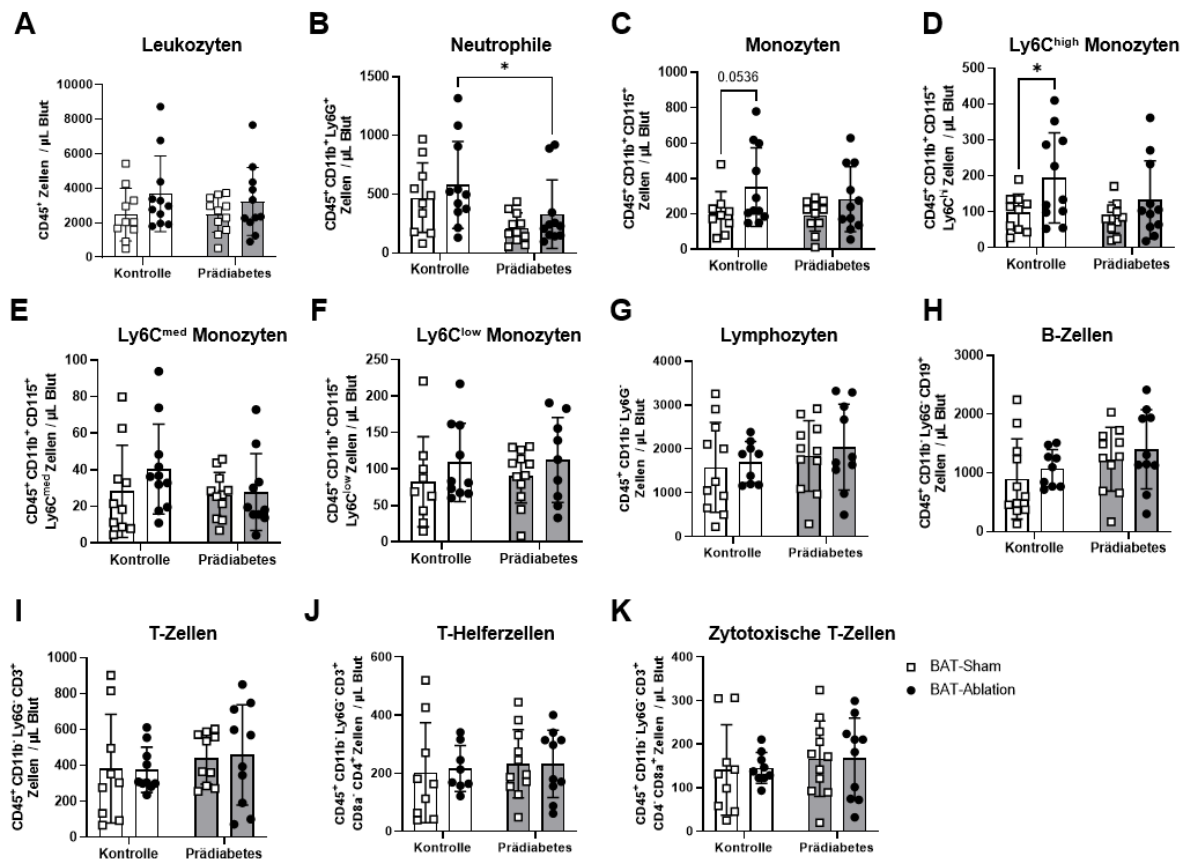 A
Leukozyten
CD45⁺ Zellen / µL Blut
10000
8000
6000
4000
2000
0
Kontrolle Prädiabetes
B
Neutrophile
CD45⁺ CD11b⁺ Ly6G⁺
Zellen / µL Blut
1500
1000
500
0
*
Kontrolle Prädiabetes
C
Monozyten
CD45⁺ CD11b⁺ CD115⁺
Zellen / µL Blut
1000
800
600
400
200
0
0.0536
Kontrolle Prädiabetes
D
Ly6Cʰⁱᵍʰ Monozyten
CD45⁺ CD11b⁺ CD115⁺
Ly6Cʰⁱ Zellen / µL Blut
500
400
300
200
100
0
*
Kontrolle Prädiabetes
E
Ly6Cᵐᵉᵈ Monozyten
CD45⁺ CD11b⁺ CD115⁺
Ly6Cᵐᵉᵈ Zellen / µL Blut
100
80
60
40
20
0
Kontrolle Prädiabetes
F
Ly6Cˡᵒʷ Monozyten
CD45⁺ CD11b⁺ CD115⁺
Ly6Cˡᵒʷ Zellen / µL Blut
250
200
150
100
50
0
Kontrolle Prädiabetes
G
Lymphozyten
CD45⁺ CD11b⁻ Ly6G⁻
Zellen / µL Blut
4000
3000
2000
1000
0
Kontrolle Prädiabetes
H
B-Zellen
CD45⁺ CD11b⁻ Ly6G⁻ CD19⁺
Zellen / µL Blut
3000
2000
1000
0
Kontrolle Prädiabetes
I
T-Zellen
CD45⁺ CD11b⁻ Ly6G⁻ CD3⁺
Zellen / µL Blut
1000
800
600
400
200
0
Kontrolle Prädiabetes
J
T-Helferzellen
CD45⁺ CD11b⁻ Ly6G⁻ CD3⁺
CD8a⁻ CD4⁺ Zellen / µL Blut
600
400
200
0
Kontrolle Prädiabetes
K
Zytotoxische T-Zellen
CD45⁺ CD11b⁻ Ly6G⁻ CD3⁺
CD4⁻ CD8a⁺ Zellen / µL Blut
400
300
200
100
0
Kontrolle Prädiabetes
BAT-Sham
BAT-Ablation